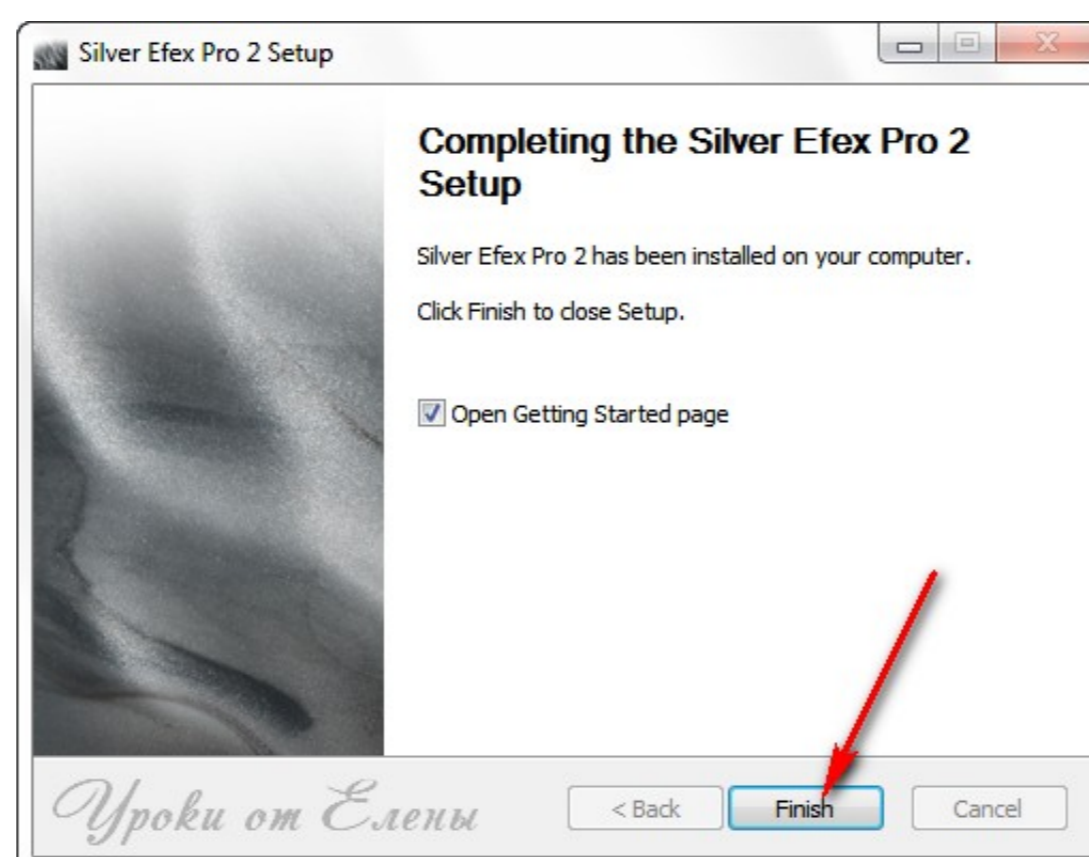 Silver Efex Pro 2 Setup
Completing the Silver Efex Pro 2
Setup
Silver Efex Pro 2 has been installed on your computer.
Click Finish to close Setup.
Open Getting Started page
Уроки от Елены
< Back Finish Cancel